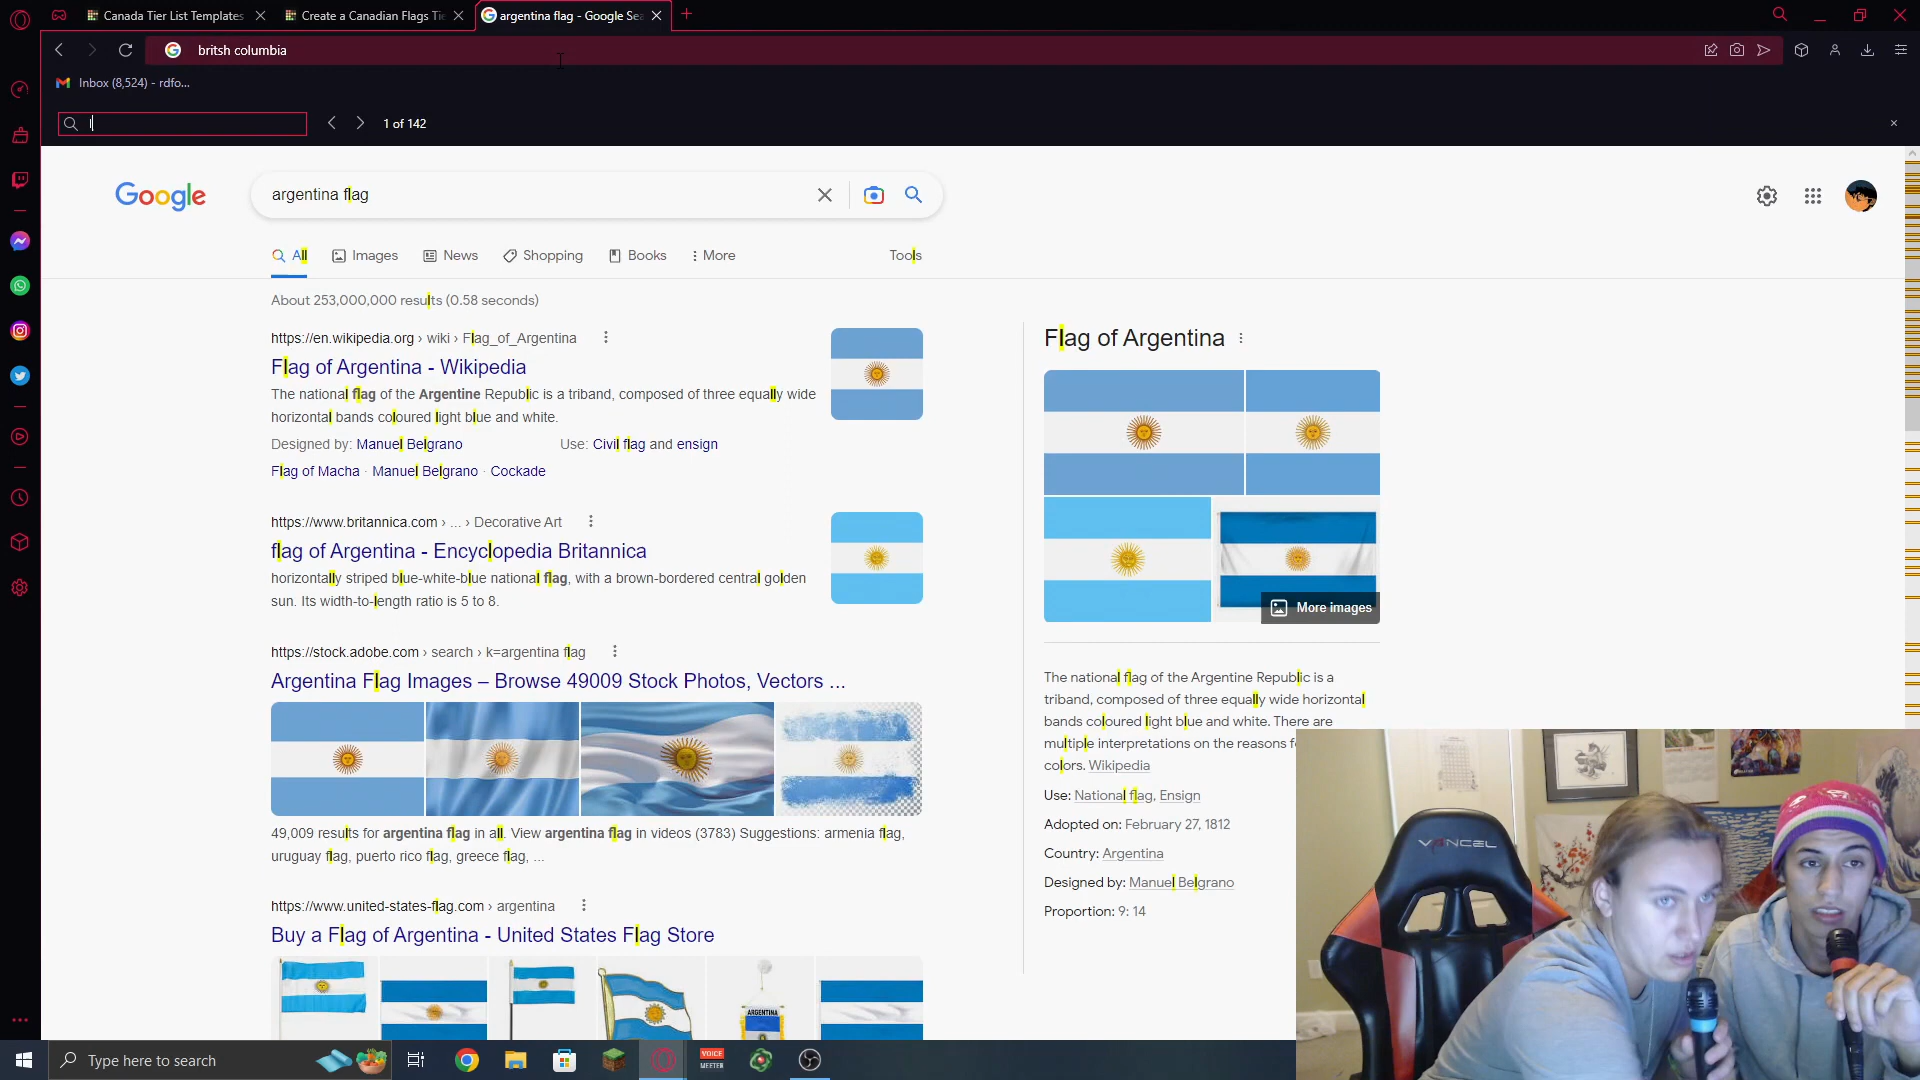 Canada Tier List Templates
Create a Canadian Flags Tie
argentina flag - Google Sea
britsh columbia
Inbox (8,524) - rdfo...
l
1 of 142
Google
argentina flag
All
Images
News
Shopping
Books
More
Tools
About 253,000,000 results (0.58 seconds)
https://en.wikipedia.org › wiki › Flag_of_Argentina
Flag of Argentina - Wikipedia
The national flag of the Argentine Republic is a triband, composed of three equally wide
horizontal bands coloured light blue and white.
Designed by: Manuel Belgrano
Use: Civil flag and ensign
Flag of Macha · Manuel Belgrano · Cockade
https://www.britannica.com › ... › Decorative Art
flag of Argentina - Encyclopedia Britannica
horizontally striped blue-white-blue national flag, with a brown-bordered central golden
sun. Its width-to-length ratio is 5 to 8.
https://stock.adobe.com › search › k=argentina flag
Argentina Flag Images – Browse 49009 Stock Photos, Vectors ...
49,009 results for argentina flag in all. View argentina flag in videos (3783) Suggestions: armenia flag,
uruguay flag, puerto rico flag, greece flag, ...
https://www.united-states-flag.com › argentina
Buy a Flag of Argentina - United States Flag Store
ARGENTINA
Flag of Argentina
More images
The national flag of the Argentine Republic is a
triband, composed of three equally wide horizontal
bands coloured light blue and white. There are
multiple interpretations on the reasons
colors. Wikipedia
Use: National flag, Ensign
Adopted on: February 27, 1812
Country: Argentina
Designed by: Manuel Belgrano
Proportion: 9: 14
VONCEL
Type here to search
VOICE
MEETER